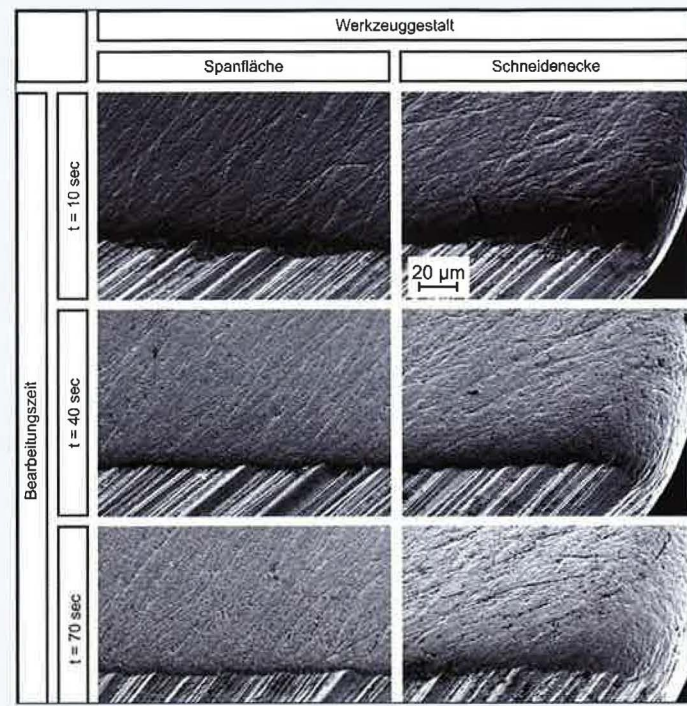 Werkzeuggestalt
Spanfläche
Schneidenecke
Bearbeitungszeit
t = 10 sec
20 µm
t = 40 sec
t = 70 sec